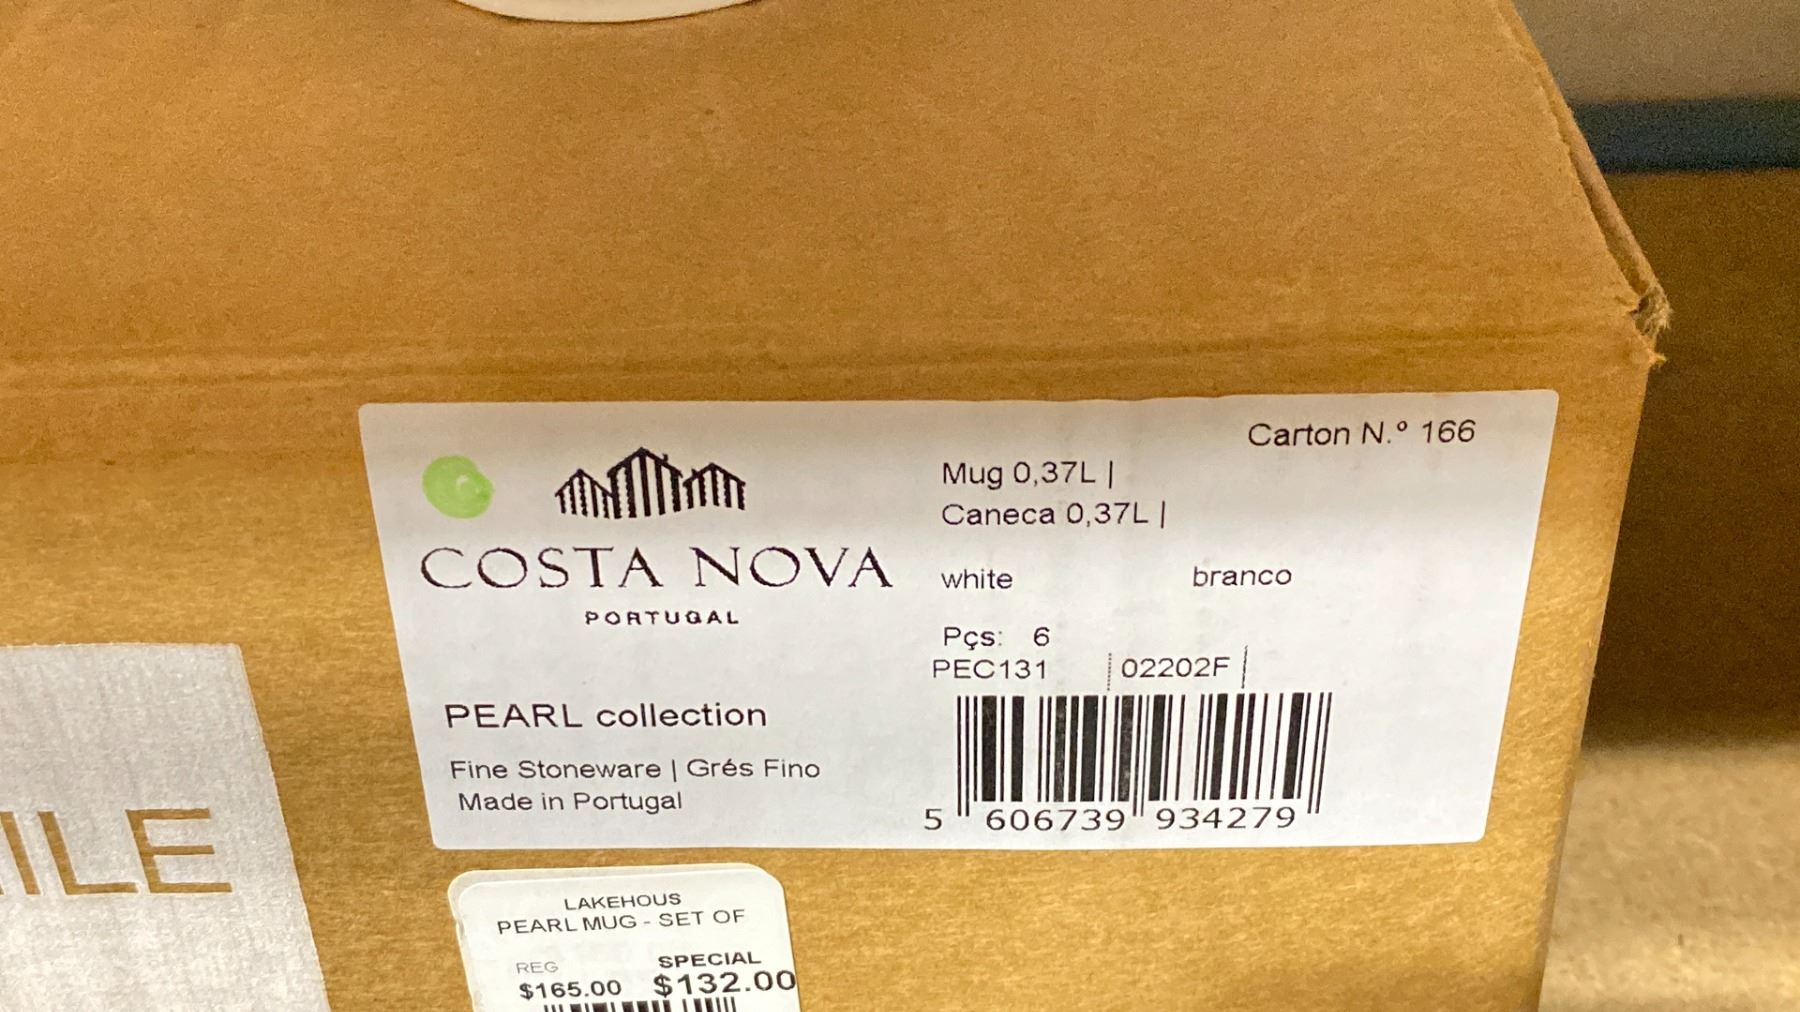 Carton N.º 166
COSTA NOVA
PORTUGAL
Mug 0,37L |
Caneca 0,37L |
white branco
Pçs: 6
PEC131 | 02202F |
PEARL collection
Fine Stoneware | Grés Fino
Made in Portugal
5 606739 934279
ILE
LAKEHOUS
PEARL MUG - SET OF
REG SPECIAL
$165.00 $132.00